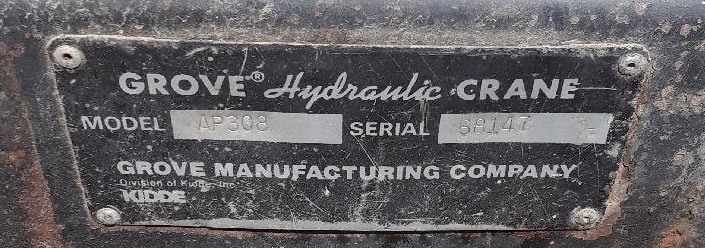 GROVE® Hydraulic CRANE
MODEL AP308 SERIAL 68147
GROVE MANUFACTURING COMPANY
Division of Kidde, Inc.
KIDDE